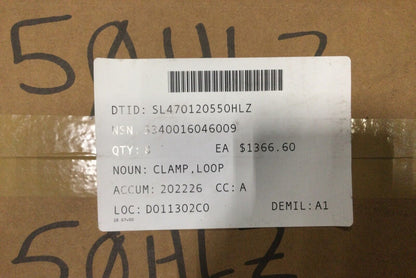 50HLZ
DTID: SL47012055OHLZ
NSN: 5340016046009
QTY: EA $1366.60
NOUN: CLAMP,LOOP
ACCUM: 202226 CC: A
LOC: D011302C0 DEMIL: A1
50HLZ